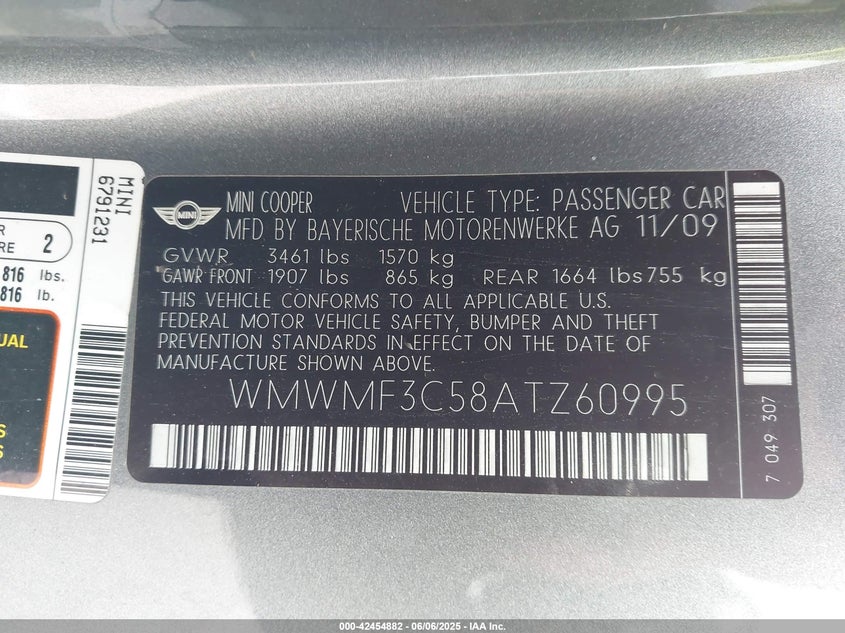 MINI
6791231
2
816 lbs.
816 lb.
UAL
S
S
MINI
MINI COOPER VEHICLE TYPE: PASSENGER CAR
MFD BY BAYERISCHE MOTORENWERKE AG 11/09
GVWR 3461 lbs 1570 kg
GAWR FRONT 1907 lbs 865 kg REAR 1664 lbs 755 kg
THIS VEHICLE CONFORMS TO ALL APPLICABLE U.S.
FEDERAL MOTOR VEHICLE SAFETY, BUMPER AND THEFT
PREVENTION STANDARDS IN EFFECT ON THE DATE OF
MANUFACTURE SHOWN ABOVE.
WMWMF3C58ATZ60995
7 049 307
000-42454882 - 06/06/2025 - IAA Inc.